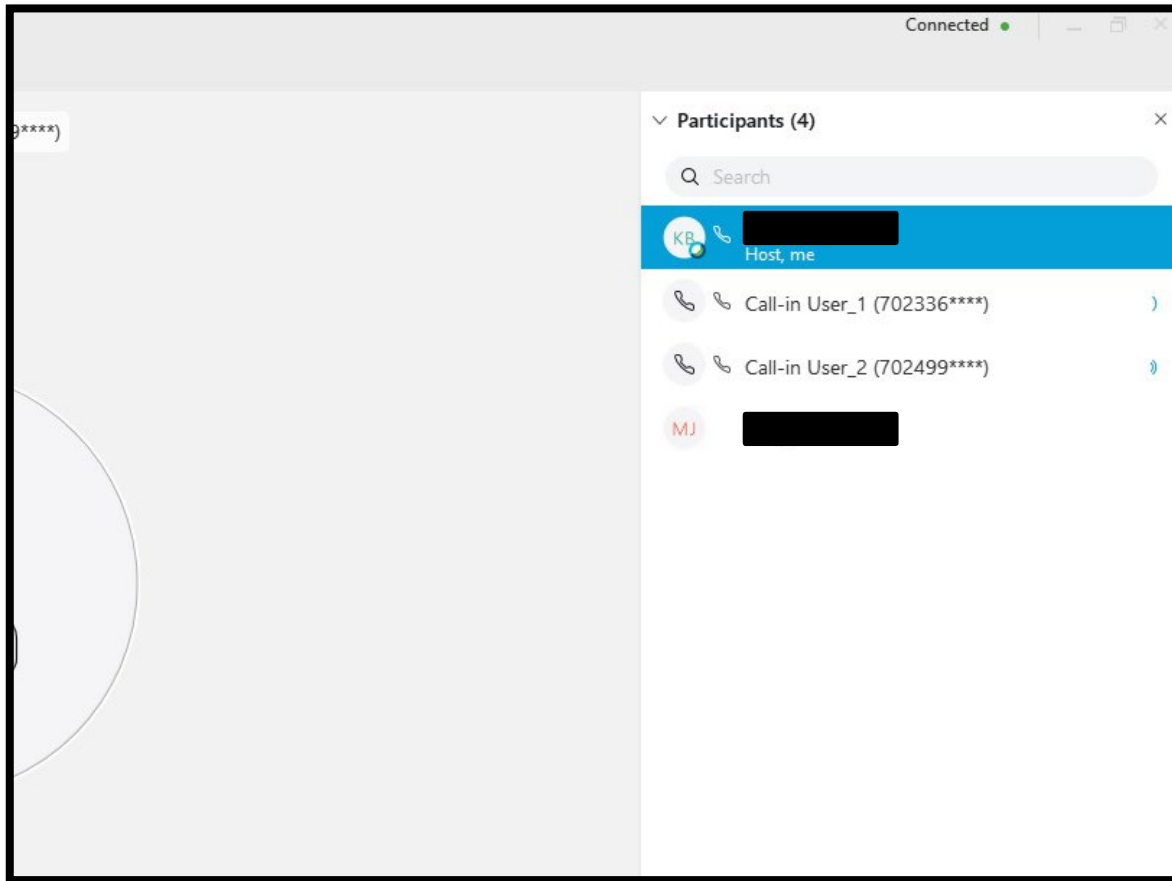 Connected
9****)
Participants (4)
Search
KB
Host, me
Call-in User_1 (702336****)
Call-in User_2 (702499****)
MJ